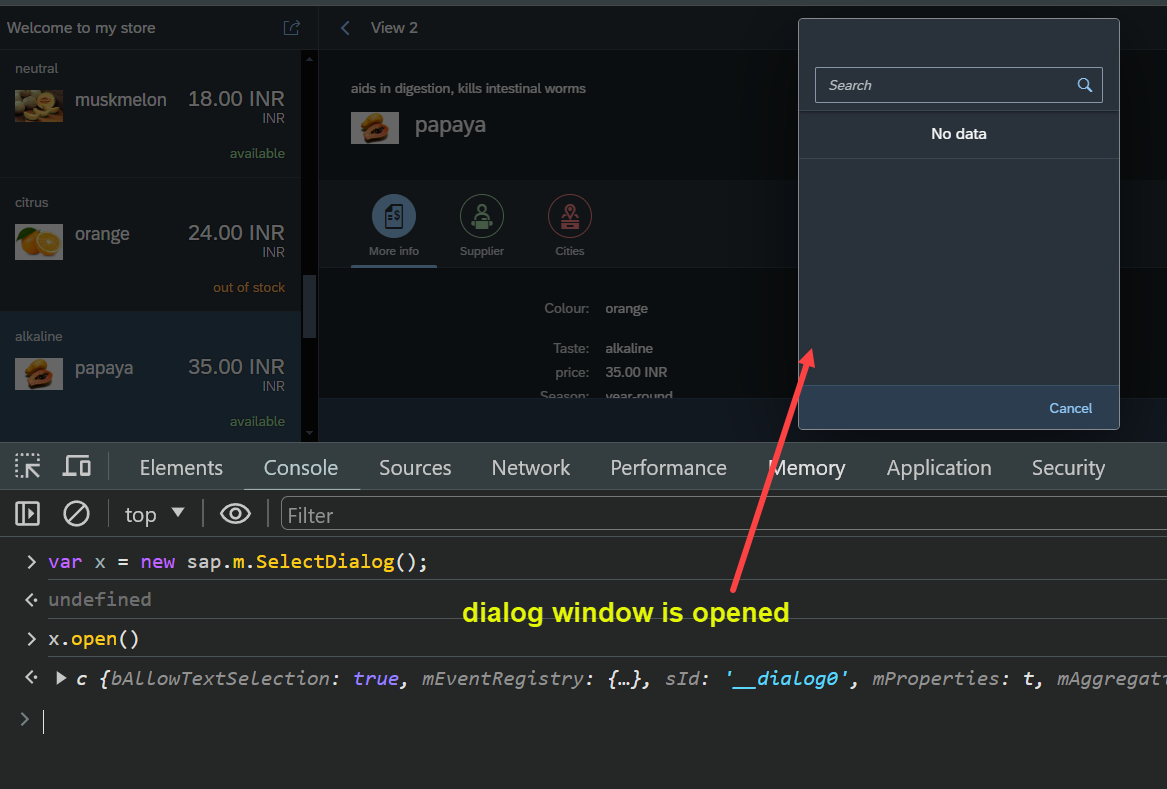 Welcome to my store
View 2
neutral
muskmelon
18.00 INR
INR
available
citrus
orange
24.00 INR
INR
out of stock
alkaline
papaya
35.00 INR
INR
available
aids in digestion, kills intestinal worms
papaya
More info
Supplier
Cities
Colour: orange
Taste: alkaline
price: 35.00 INR
Season: year-round
Search
No data
Cancel
Elements Console Sources Network Performance Memory Application Security
top Filter
var x = new sap.m.SelectDialog();
undefined
dialog window is opened
x.open()
c {bAllowTextSelection: true, mEventRegistry: {…}, sId: '__dialog0', mProperties: t, mAggregati